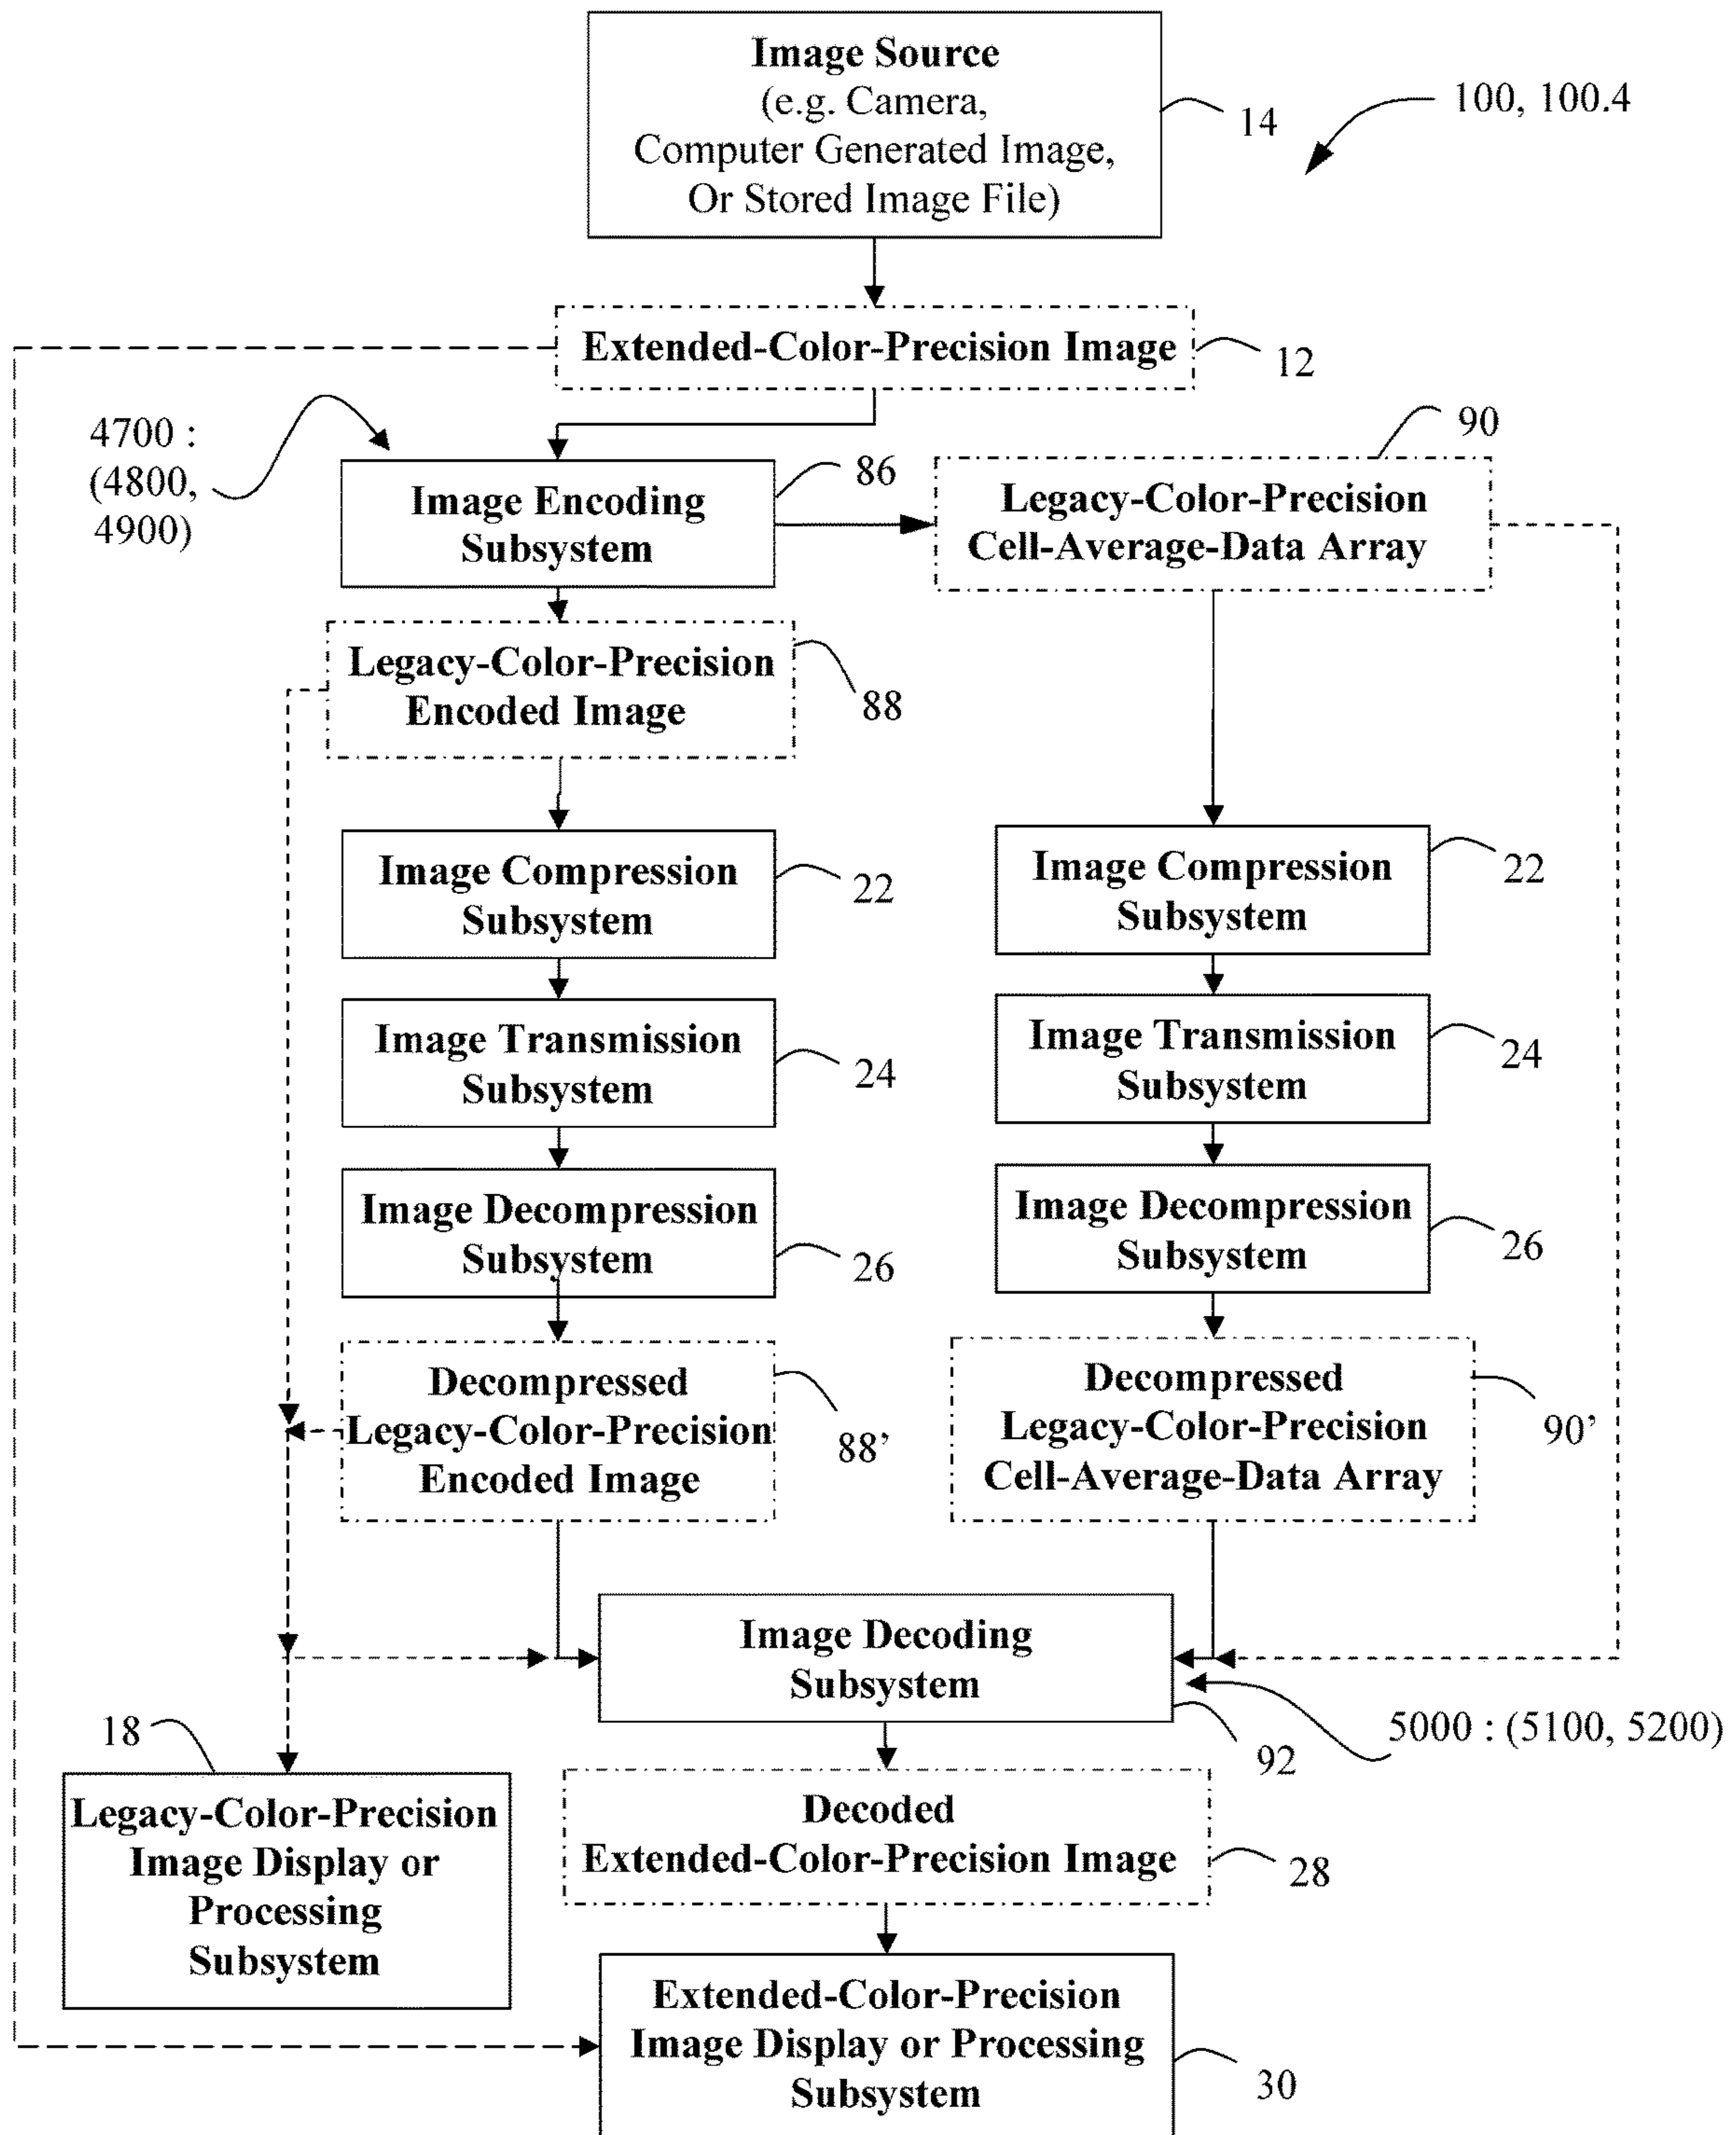 Image Source
(e.g. Camera,
Computer Generated Image,
Or Stored Image File)
14
100, 100.4
Extended-Color-Precision Image
12
4700 :
(4800,
4900)
Image Encoding
Subsystem
86
90
Legacy-Color-Precision
Cell-Average-Data Array
Legacy-Color-Precision
Encoded Image
88
Image Compression
Subsystem
22
Image Compression
Subsystem
22
Image Transmission
Subsystem
24
Image Transmission
Subsystem
24
Image Decompression
Subsystem
26
Image Decompression
Subsystem
26
Decompressed
Legacy-Color-Precision
Encoded Image
88’
Decompressed
Legacy-Color-Precision
Cell-Average-Data Array
90’
Image Decoding
Subsystem
92
5000 : (5100, 5200)
18
Legacy-Color-Precision
Image Display or
Processing
Subsystem
Decoded
Extended-Color-Precision Image
28
Extended-Color-Precision
Image Display or Processing
Subsystem
30